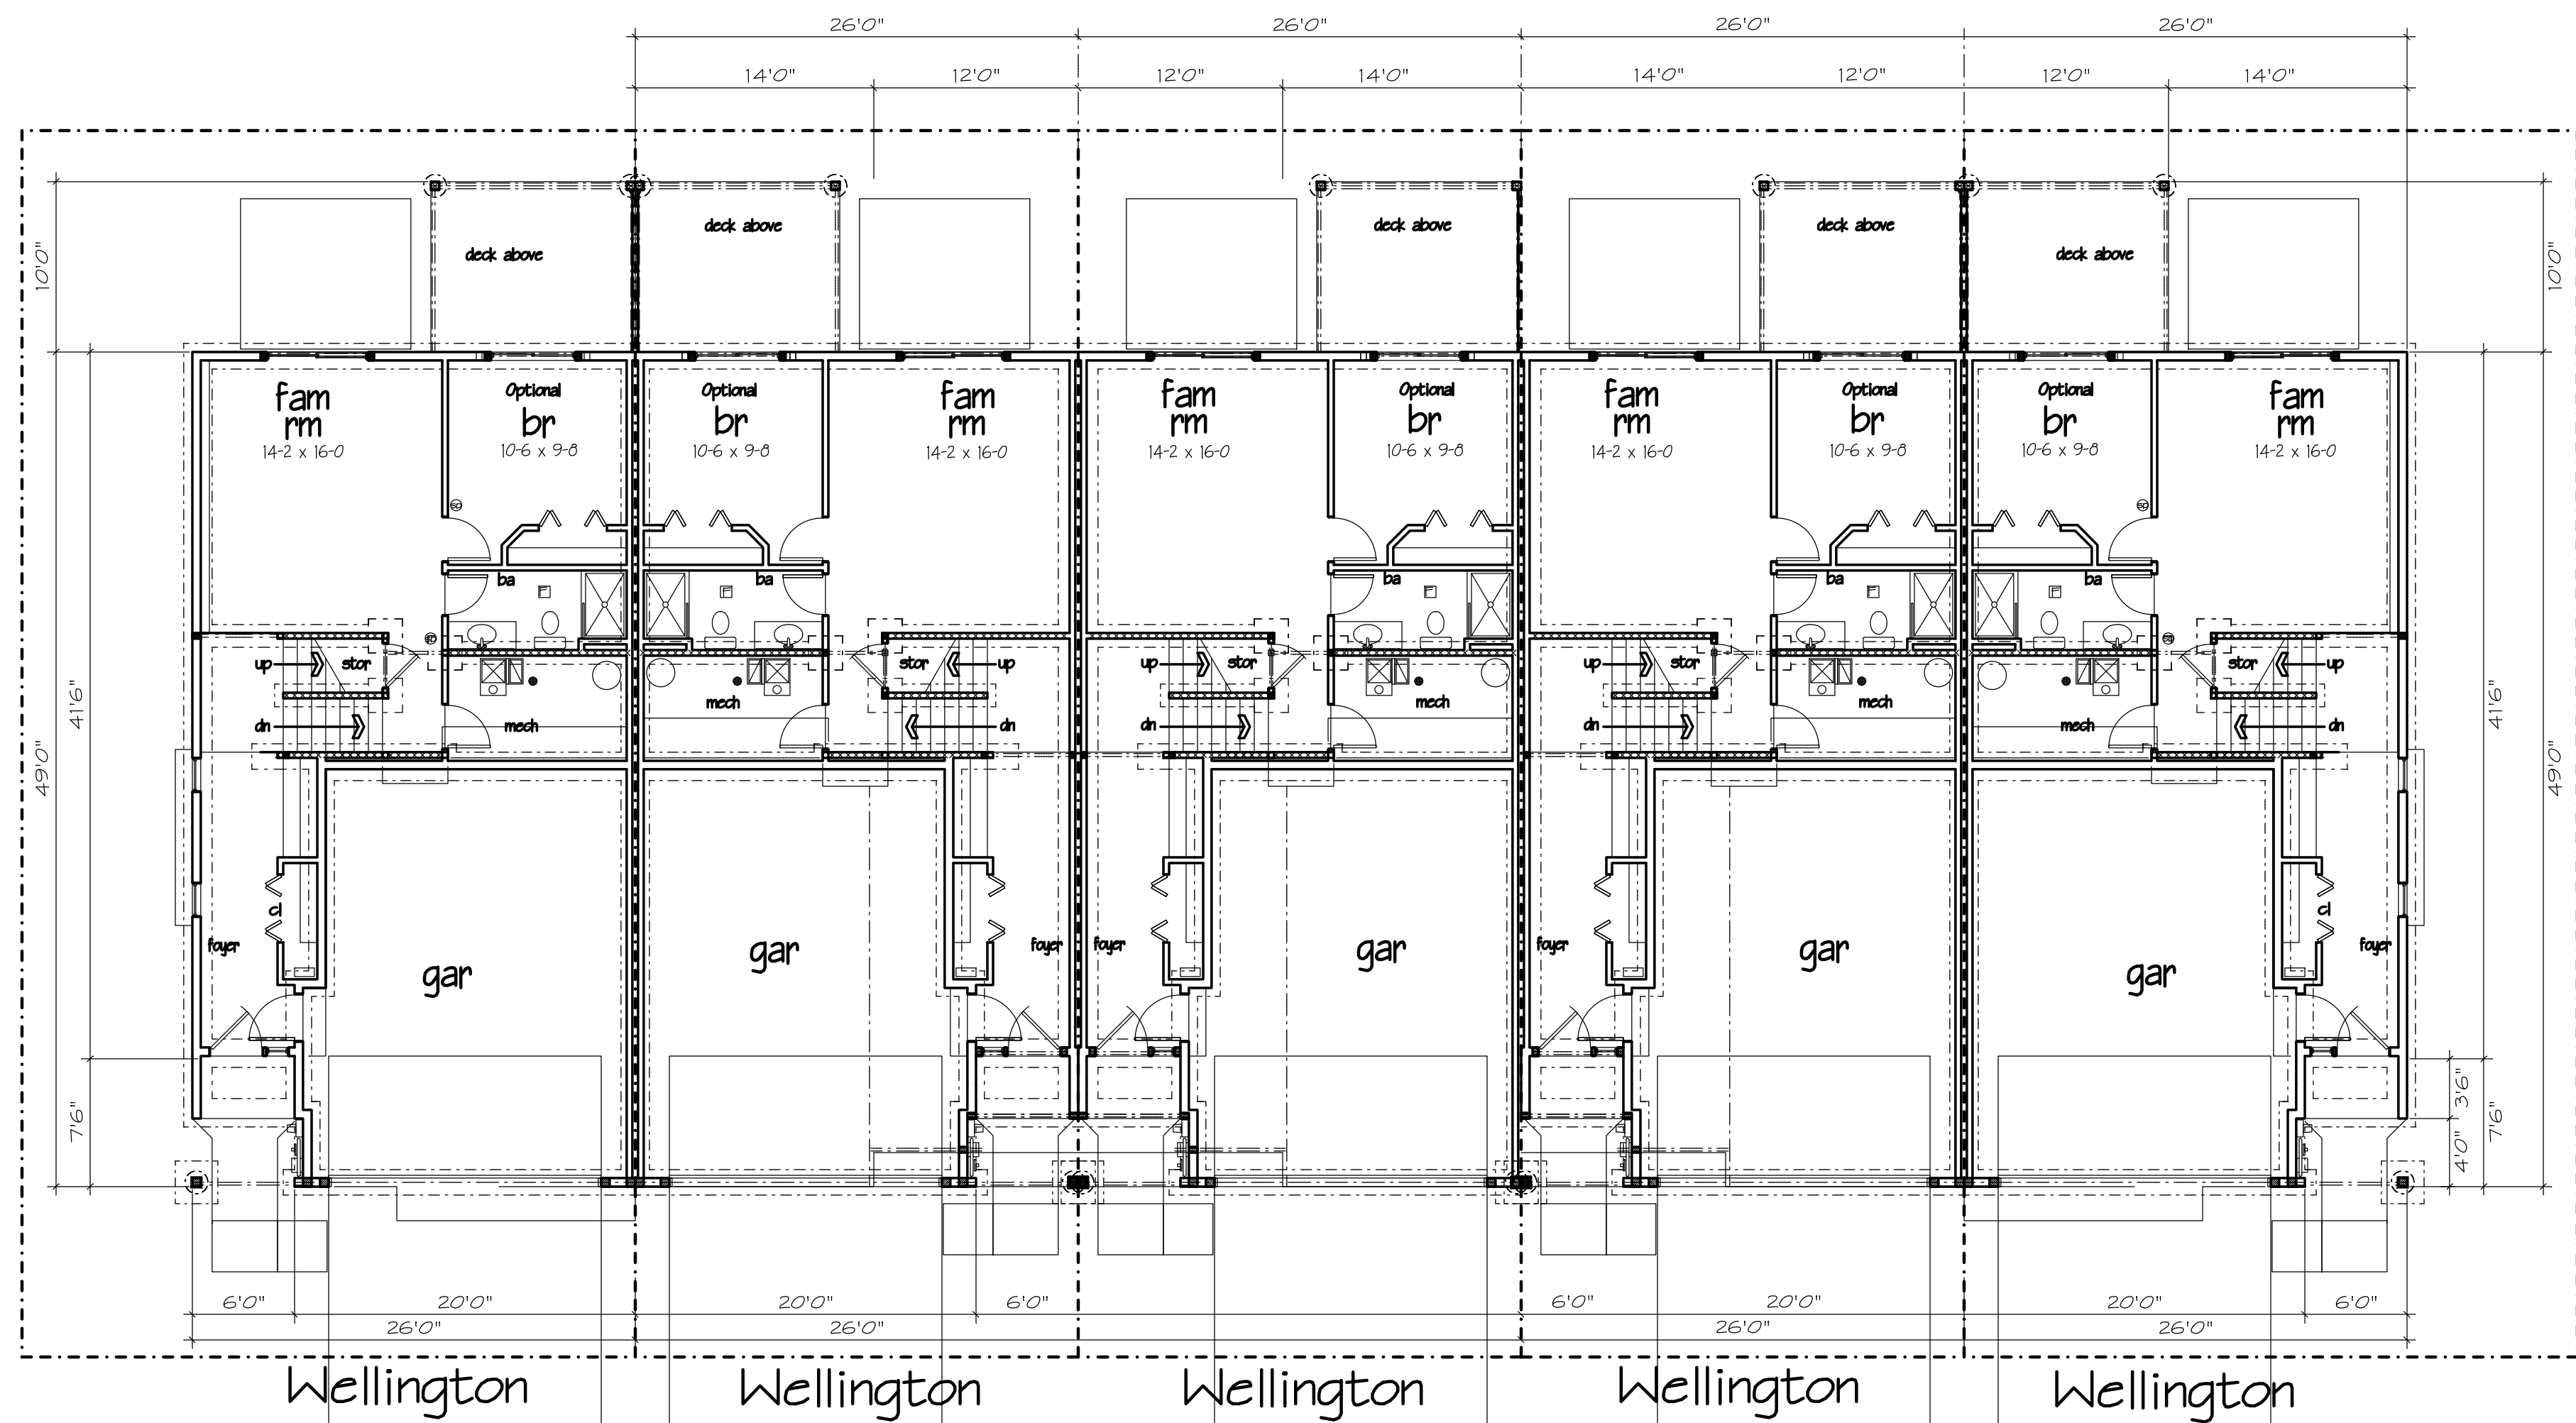 26'0" 26'0" 26'0" 26'0"
14'0" 12'0" 12'0" 14'0" 14'0" 12'0" 12'0" 14'0"
10'0" deck above deck above deck above deck above deck above 10'0"
fam rm 14-2 x 16-0
Optional br 10-6 x 9-8
Optional br 10-6 x 9-8
fam rm 14-2 x 16-0
fam rm 14-2 x 16-0
Optional br 10-6 x 9-8
fam rm 14-2 x 16-0
Optional br 10-6 x 9-8
Optional br 10-6 x 9-8
fam rm 14-2 x 16-0
ba ba ba ba ba
up stor stor up up stor up stor stor up
41'6" 41'6"
mech mech mech mech mech
dn dn dn dn dn
49'0" 49'0"
cl cl
foyer foyer foyer foyer foyer
gar gar gar gar gar
7'6" 3'6" 7'6"
4'0"
6'0" 20'0" 20'0" 6'0" 6'0" 20'0" 20'0" 6'0"
26'0" 26'0" 26'0" 26'0"
Wellington Wellington Wellington Wellington Wellington